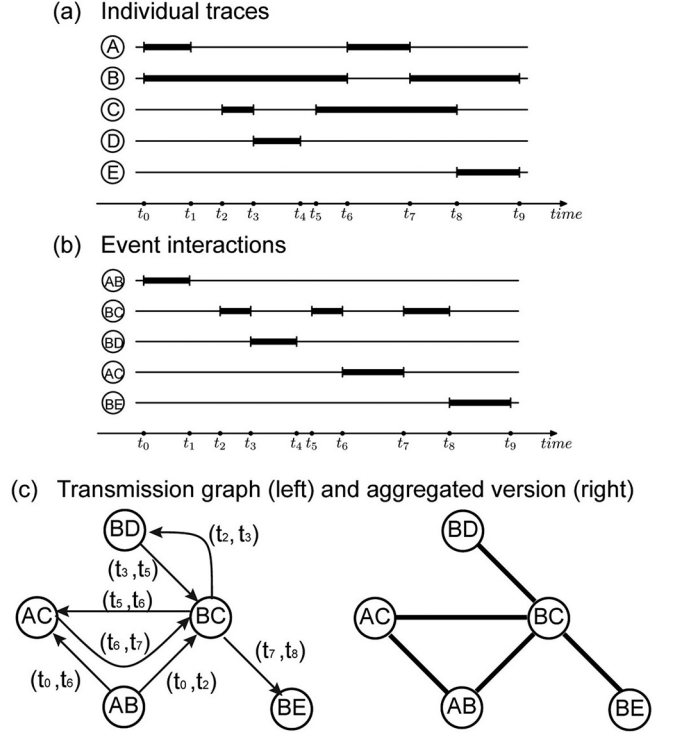 (a) Individual traces
A
B
C
D
E
t0 t1 t2 t3 t4 t5 t6 t7 t8 t9 time
(b) Event interactions
AB
BC
BD
AC
BE
t0 t1 t2 t3 t4 t5 t6 t7 t8 t9 time
(c) Transmission graph (left) and aggregated version (right)
BD (t2, t3) BD
(t3 ,t5)
(t5 ,t6)
AC BC AC BC
(t6 ,t7)
(t7 ,t8)
(t0 ,t6) (t0 ,t2)
AB BE AB BE